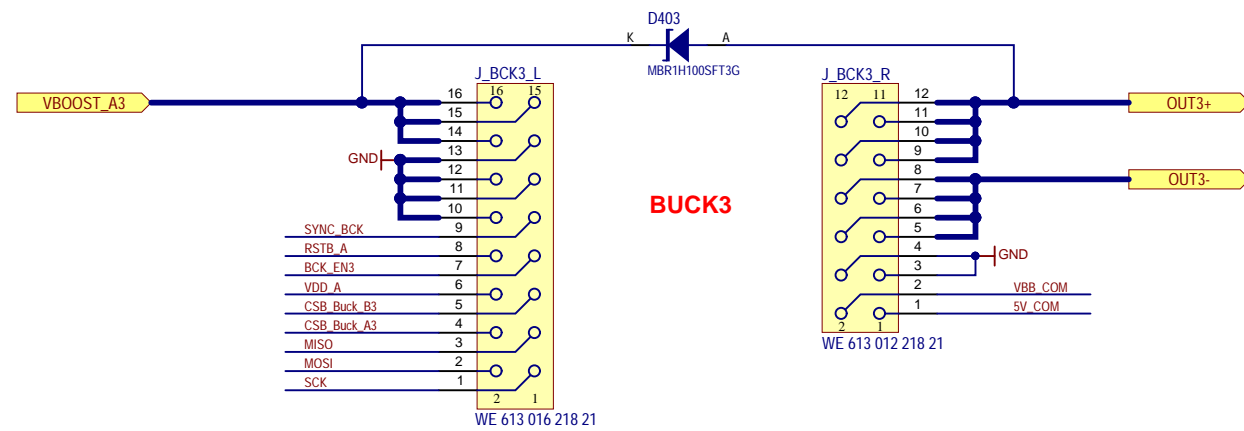 D403
K A
MBR1H100SFT3G
J_BCK3_L
J_BCK3_R
VBOOST_A3
16 16 15
15
14
GND 13
12
11
10
SYNC_BCK 9
RSTB_A 8
BCK_EN3 7
VDD_A 6
CSB_Buck_B3 5
CSB_Buck_A3 4
MISO 3
MOSI 2
SCK 1
2 1
WE 613 016 218 21
BUCK3
12 11 12
11
10
9
8
7
6
5
4 GND
3
2 VBB_COM
1 5V_COM
2 1
WE 613 012 218 21
OUT3+
OUT3-